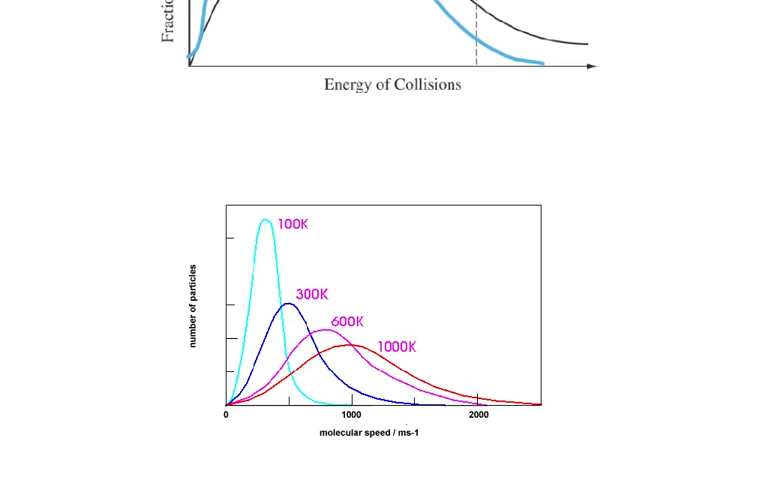 Energy of Collisions
100K
300K
600K
1000K
number of particles
0 1000 2000
molecular speed / ms-1